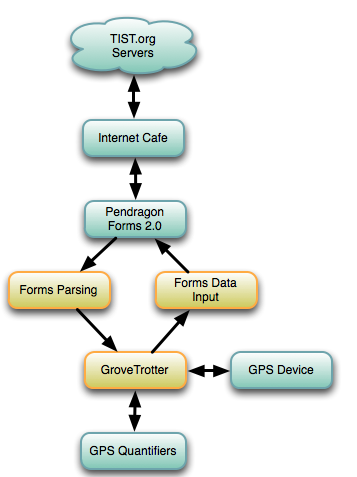 TIST.org
Servers
Internet Cafe
Pendragon
Forms 2.0
Forms Parsing
Forms Data
Input
GroveTrotter
GPS Device
GPS Quantifiers